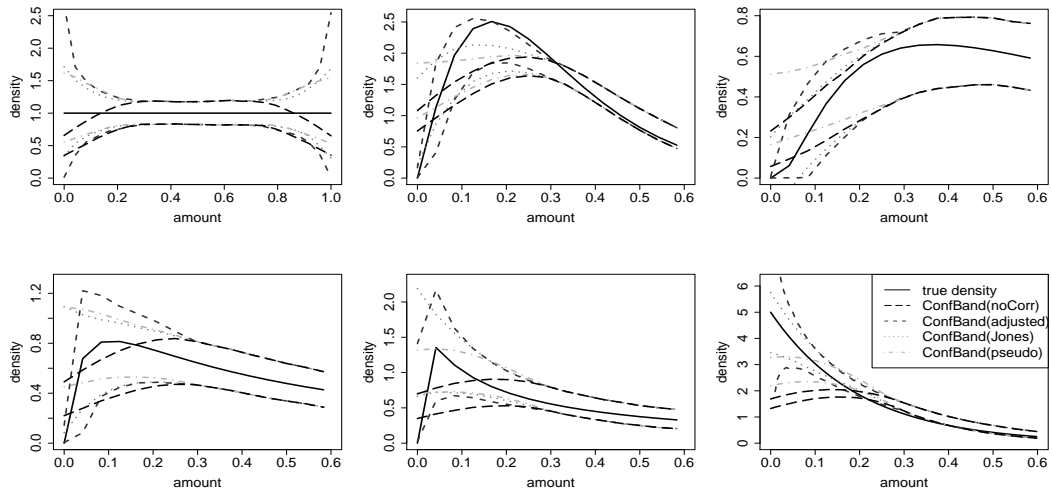 density
0.0 0.5 1.0 1.5 2.0 2.5
0.0 0.2 0.4 0.6 0.8 1.0
amount
density
0.0 0.5 1.0 1.5 2.0 2.5
0.0 0.1 0.2 0.3 0.4 0.5 0.6
amount
density
0.0 0.2 0.4 0.6 0.8
0.0 0.1 0.2 0.3 0.4 0.5 0.6
amount
density
0.0 0.4 0.8 1.2
0.0 0.1 0.2 0.3 0.4 0.5 0.6
amount
density
0.0 0.5 1.0 1.5 2.0
0.0 0.1 0.2 0.3 0.4 0.5 0.6
amount
density
0 1 2 3 4 5 6
0.0 0.1 0.2 0.3 0.4 0.5 0.6
amount
true density
ConfBand(noCorr)
ConfBand(adjusted)
ConfBand(Jones)
ConfBand(pseudo)